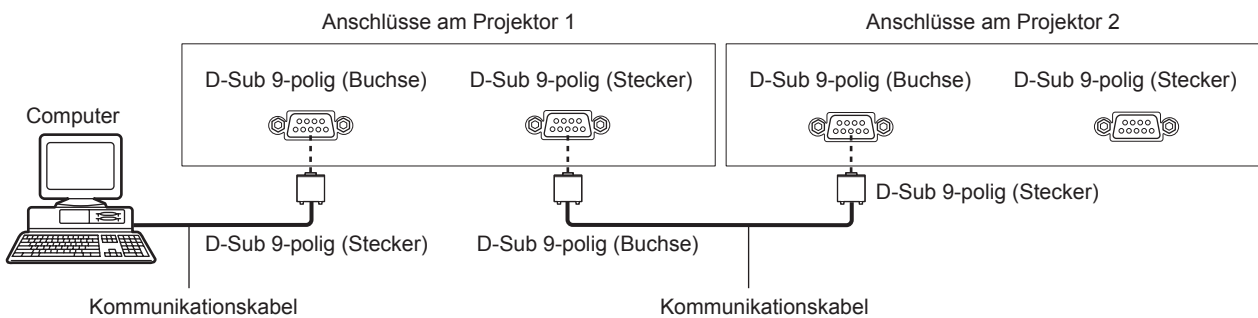 Anschlüsse am Projektor 1
Anschlüsse am Projektor 2
D-Sub 9-polig (Buchse)
D-Sub 9-polig (Stecker)
D-Sub 9-polig (Buchse)
D-Sub 9-polig (Stecker)
Computer
D-Sub 9-polig (Stecker)
D-Sub 9-polig (Stecker)
D-Sub 9-polig (Buchse)
Kommunikationskabel
Kommunikationskabel